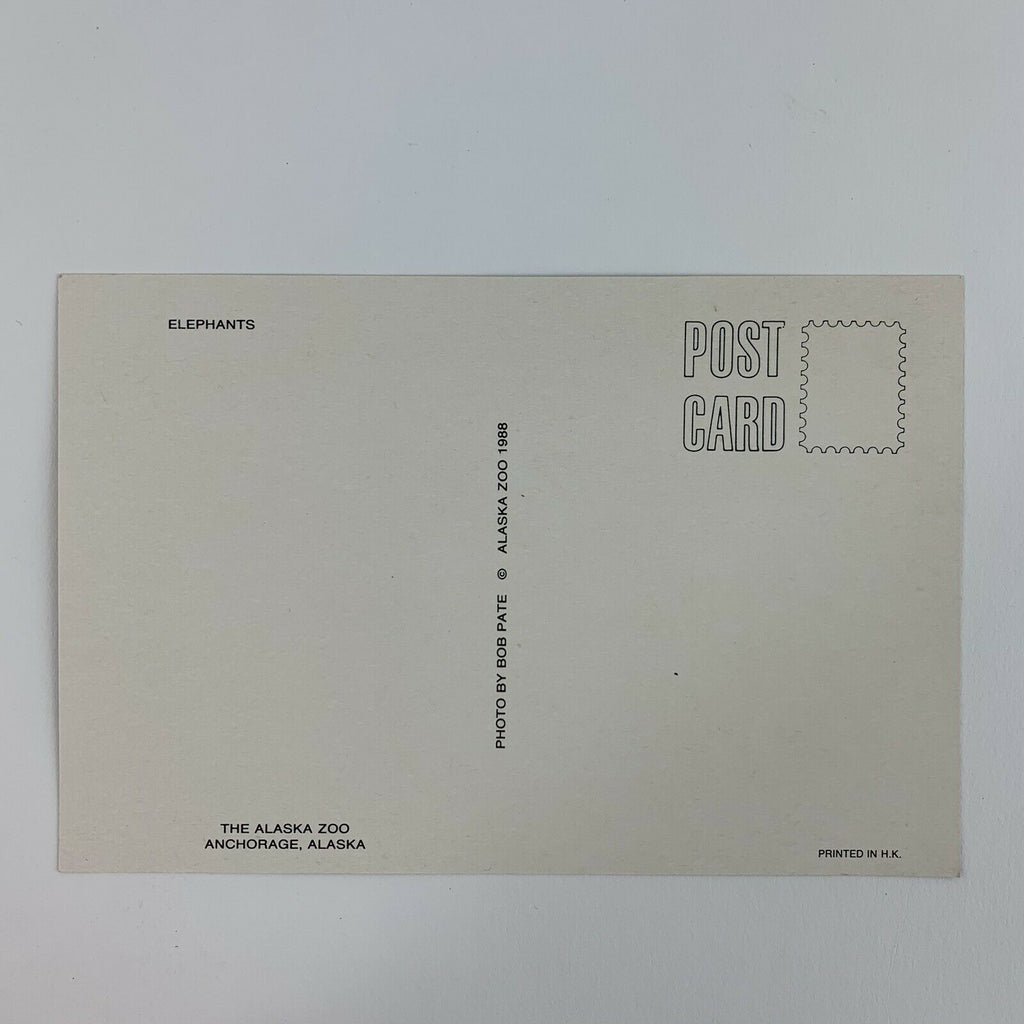 ELEPHANTS
POST
CARD
PHOTO BY BOB PATE © ALASKA ZOO 1988
THE ALASKA ZOO
ANCHORAGE, ALASKA
PRINTED IN H.K.